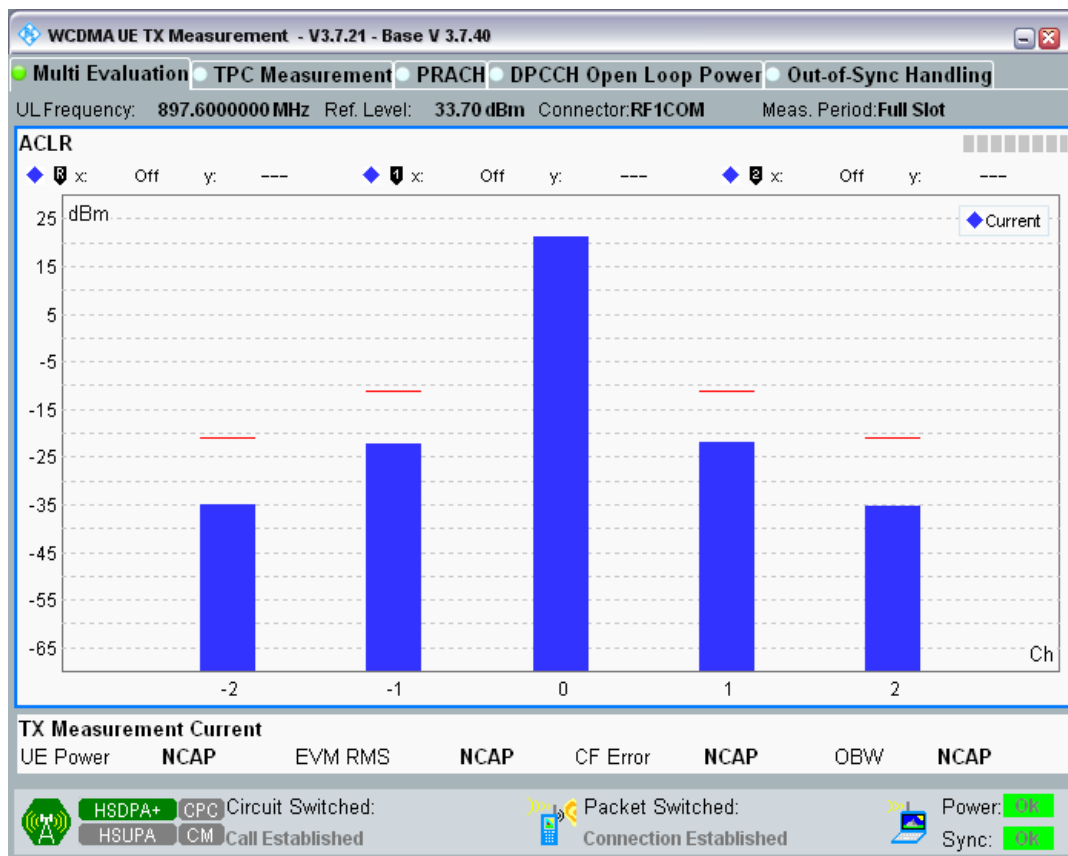 WCDMA UE TX Measurement - V3.7.21 - Base V 3.7.40
Multi Evaluation TPC Measurement PRACH DPCCH Open Loop Power Out-of-Sync Handling
UL Frequency: 897.6000000 MHz Ref. Level: 33.70 dBm Connector: RF1COM Meas. Period: Full Slot
ACLR
R x: Off y: --- 1 x: Off y: --- 2 x: Off y: ---
dBm
Current
25
15
5
-5
-15
-25
-35
-45
-55
-65
Ch
-2 -1 0 1 2
TX Measurement Current
UE Power NCAP EVM RMS NCAP CF Error NCAP OBW NCAP
HSDPA+ CPC Circuit Switched: Packet Switched: Power: OK
HSUPA CM Call Established Connection Established Sync: OK